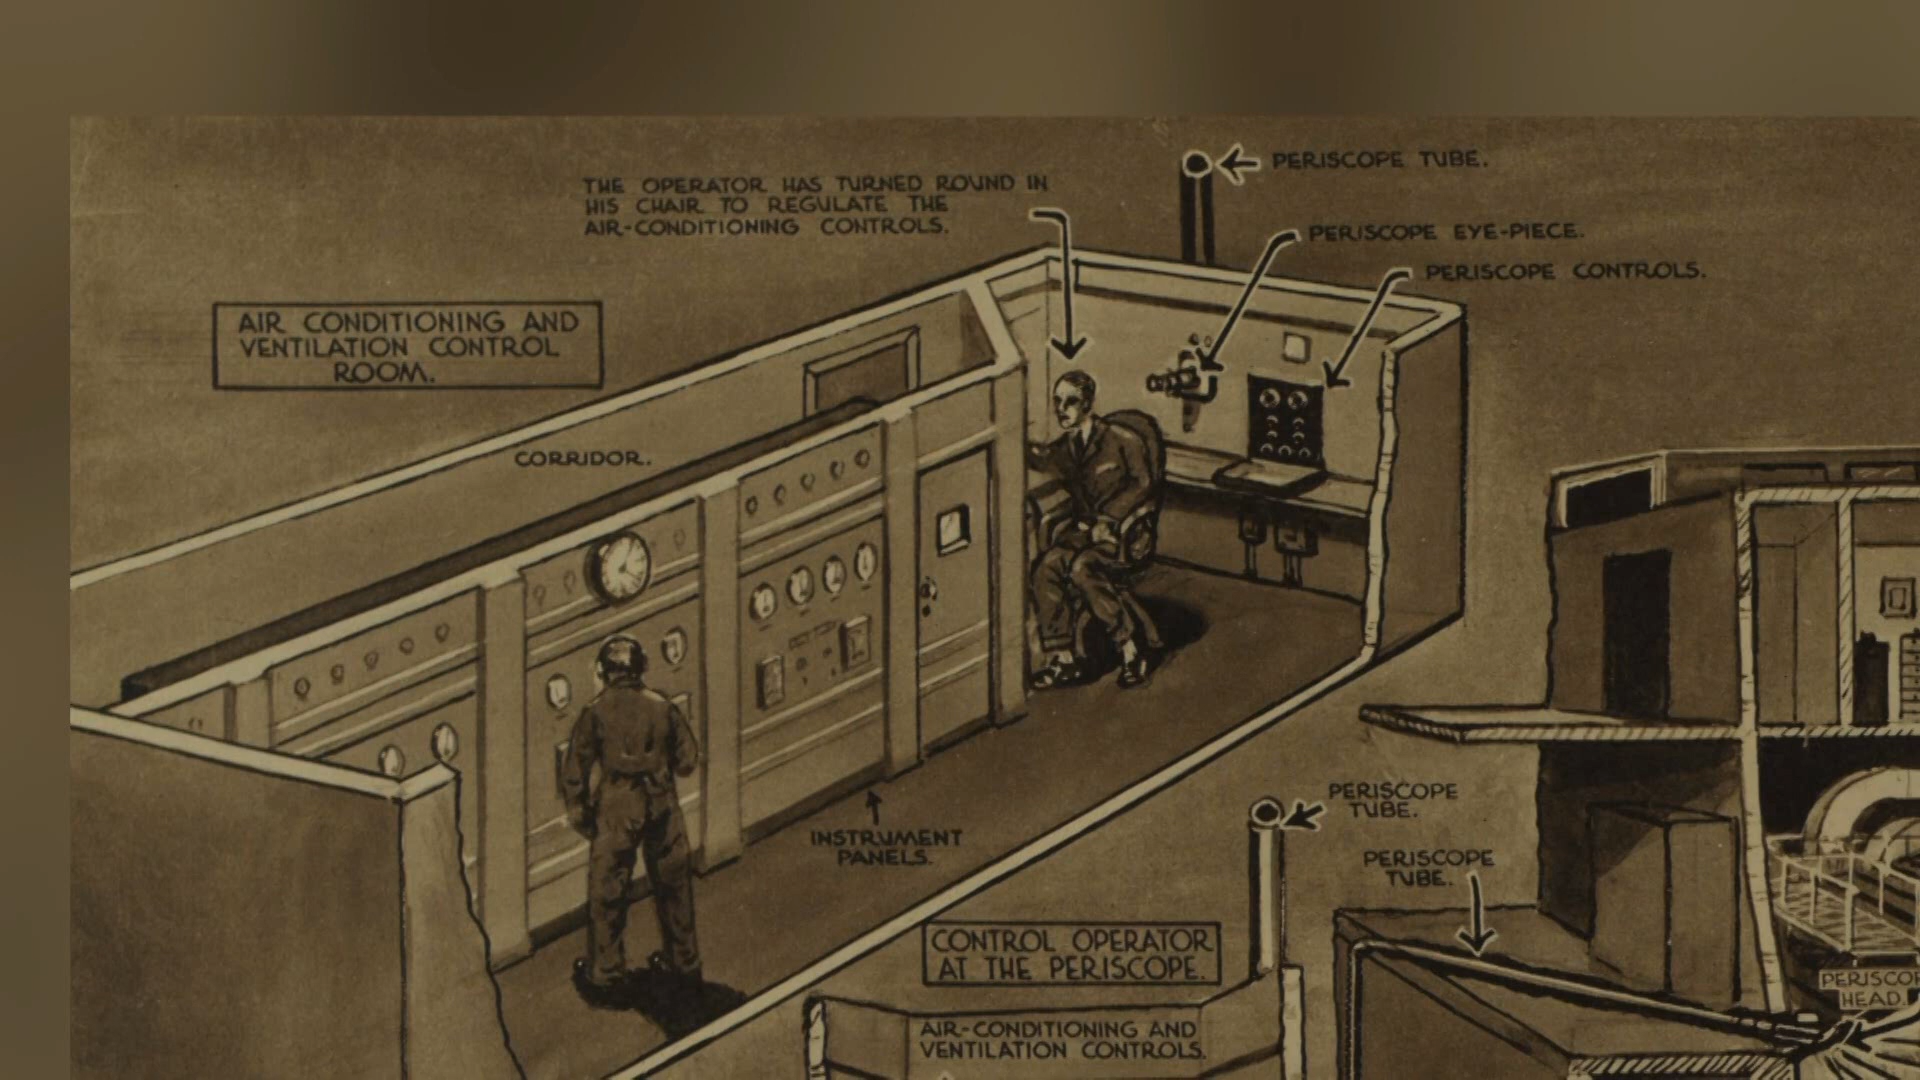 PERISCOPE TUBE.
THE OPERATOR HAS TURNED ROUND IN
HIS CHAIR TO REGULATE THE
AIR-CONDITIONING CONTROLS.
PERISCOPE EYE-PIECE.
PERISCOPE CONTROLS.
AIR CONDITIONING AND
VENTILATION CONTROL
ROOM.
CORRIDOR.
INSTRUMENT
PANELS.
PERISCOPE
TUBE.
PERISCOPE
TUBE.
CONTROL OPERATOR
AT THE PERISCOPE.
PERISCOP
HEAD.
AIR-CONDITIONING AND
VENTILATION CONTROLS.